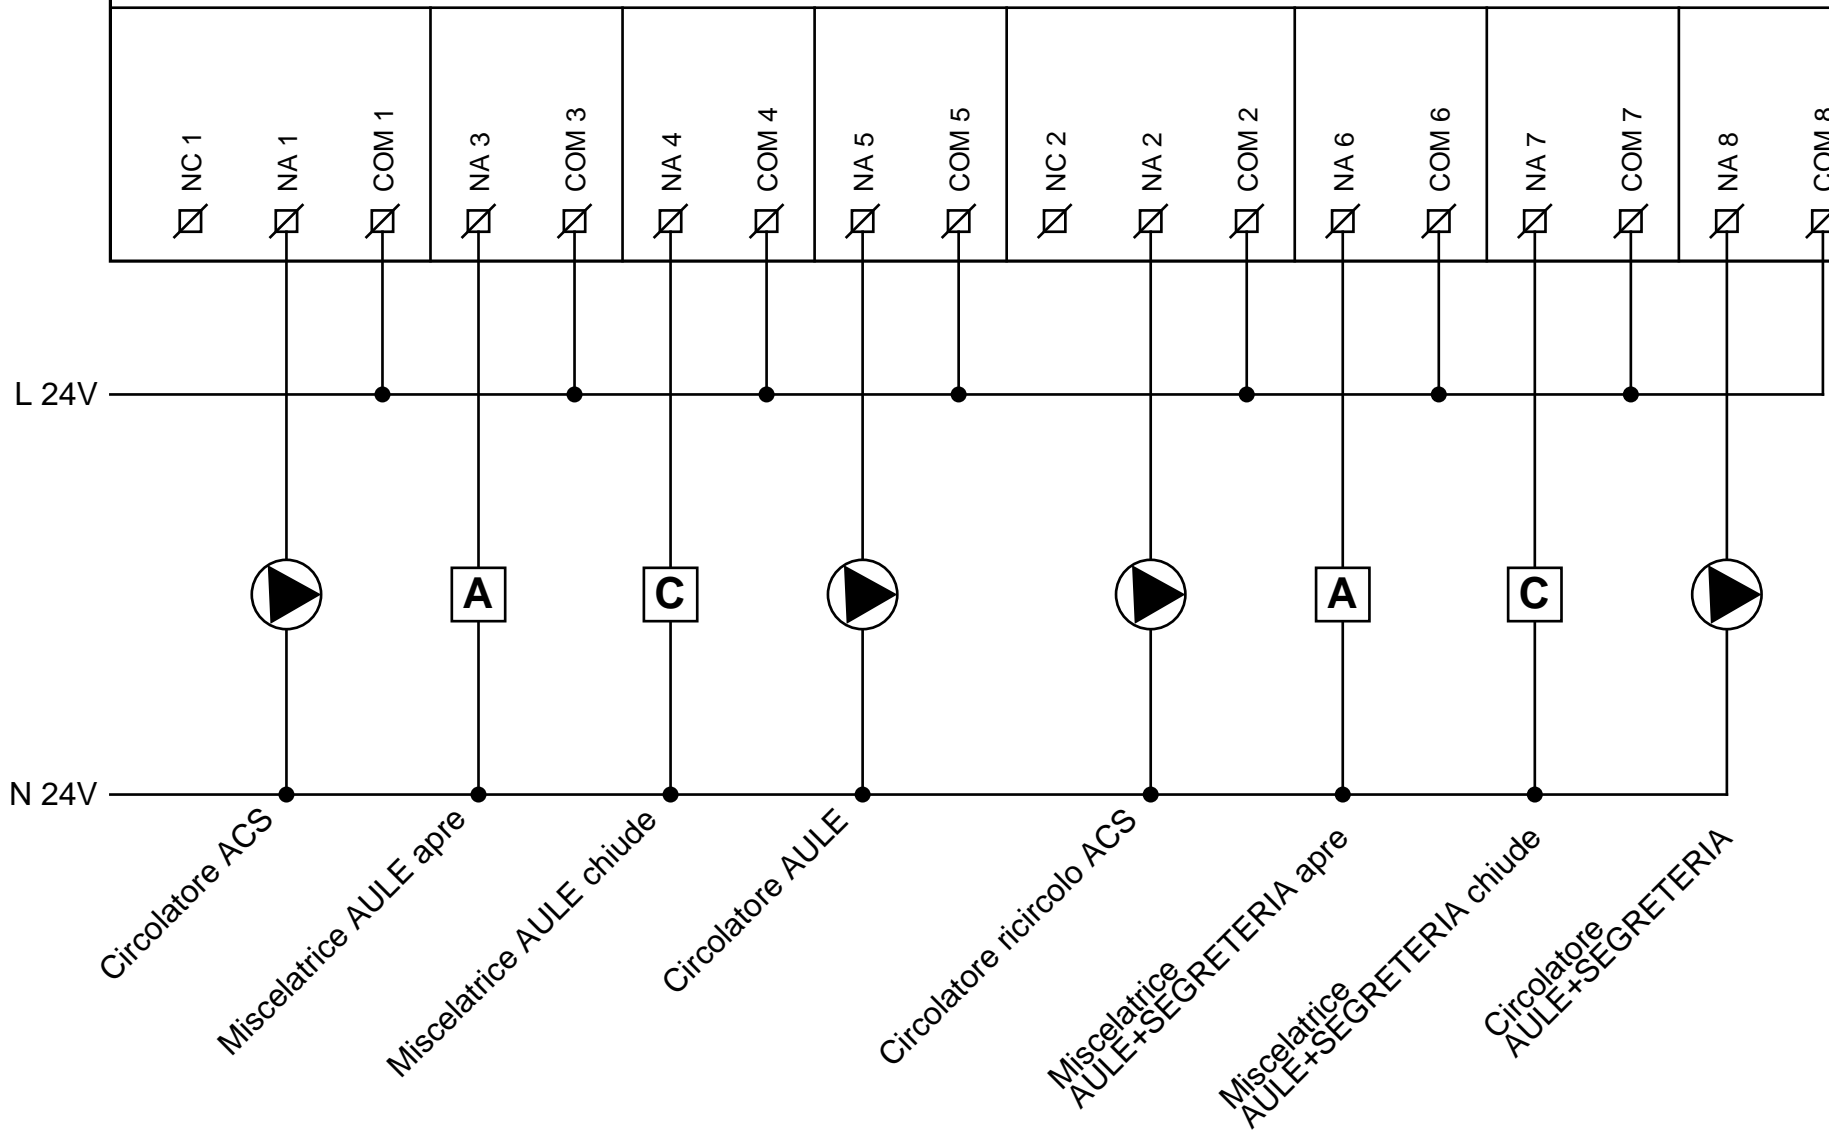 NC 1
NA 1
COM 1
NA 3
COM 3
NA 4
COM 4
NA 5
COM 5
NC 2
NA 2
COM 2
NA 6
COM 6
NA 7
COM 7
NA 8
COM 8
L 24V
A
C
A
C
N 24V
Circolatore ACS
Miscelatrice AULE apre
Miscelatrice AULE chiude
Circolatore AULE
Circolatore ricircolo ACS
Miscelatrice
AULE+SEGRETERIA apre
Miscelatrice
AULE+SEGRETERIA chiude
Circolatore
AULE+SEGRETERIA